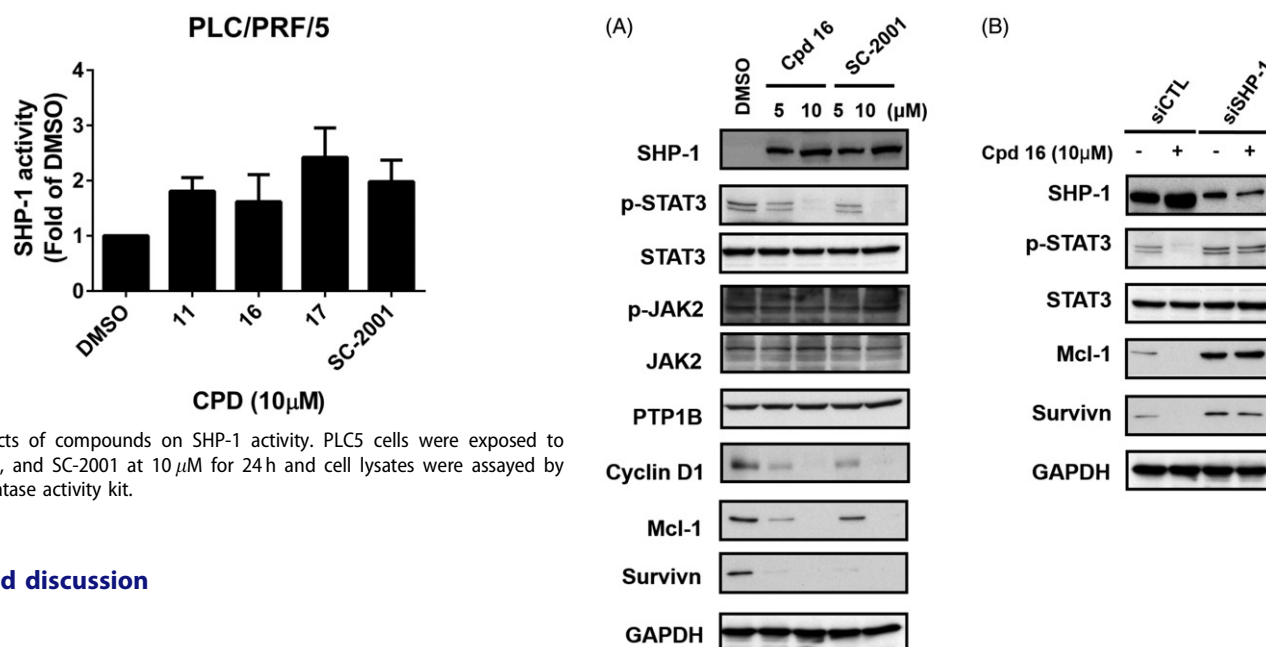 PLC/PRF/5
SHP-1 activity
(Fold of DMSO)
4
3
2
1
0
DMSO
11
16
17
SC-2001
CPD (10μM)
cts of compounds on SHP-1 activity. PLC5 cells were exposed to
, and SC-2001 at 10 μM for 24 h and cell lysates were assayed by
atase activity kit.
d discussion
(A)
DMSO
Cpd 16
SC-2001
5 10 5 10 (μM)
SHP-1
p-STAT3
STAT3
p-JAK2
JAK2
PTP1B
Cyclin D1
Mcl-1
Survivn
GAPDH
(B)
siCTL
siSHP-1
Cpd 16 (10μM) - + - +
SHP-1
p-STAT3
STAT3
Mcl-1
Survivn
GAPDH